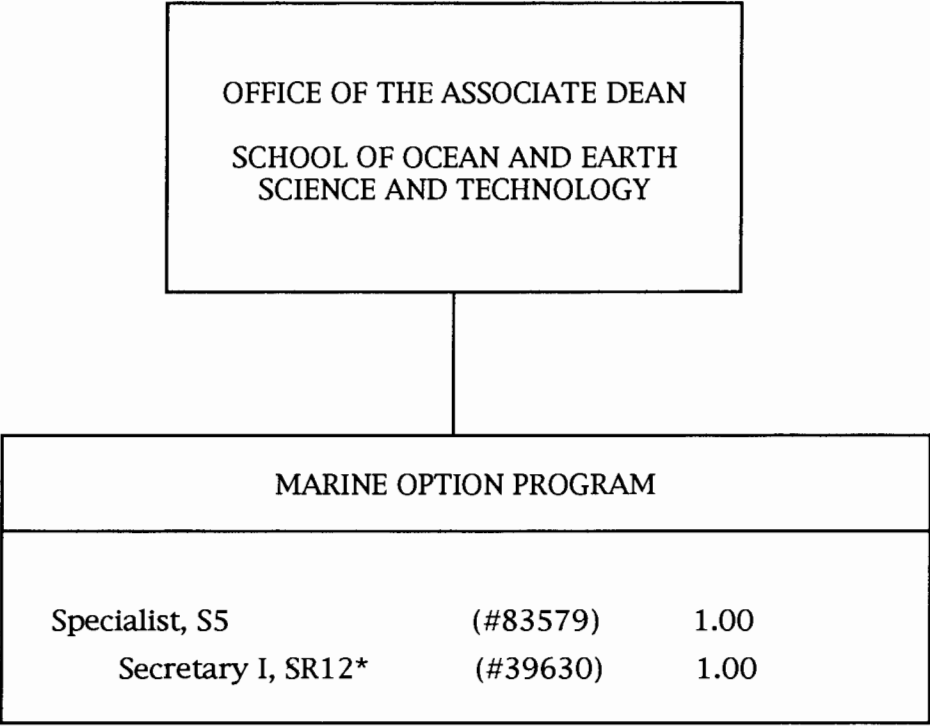 OFFICE OF THE ASSOCIATE DEAN
SCHOOL OF OCEAN AND EARTH
SCIENCE AND TECHNOLOGY
MARINE OPTION PROGRAM
Specialist, S5 (#83579) 1.00
Secretary I, SR12* (#39630) 1.00